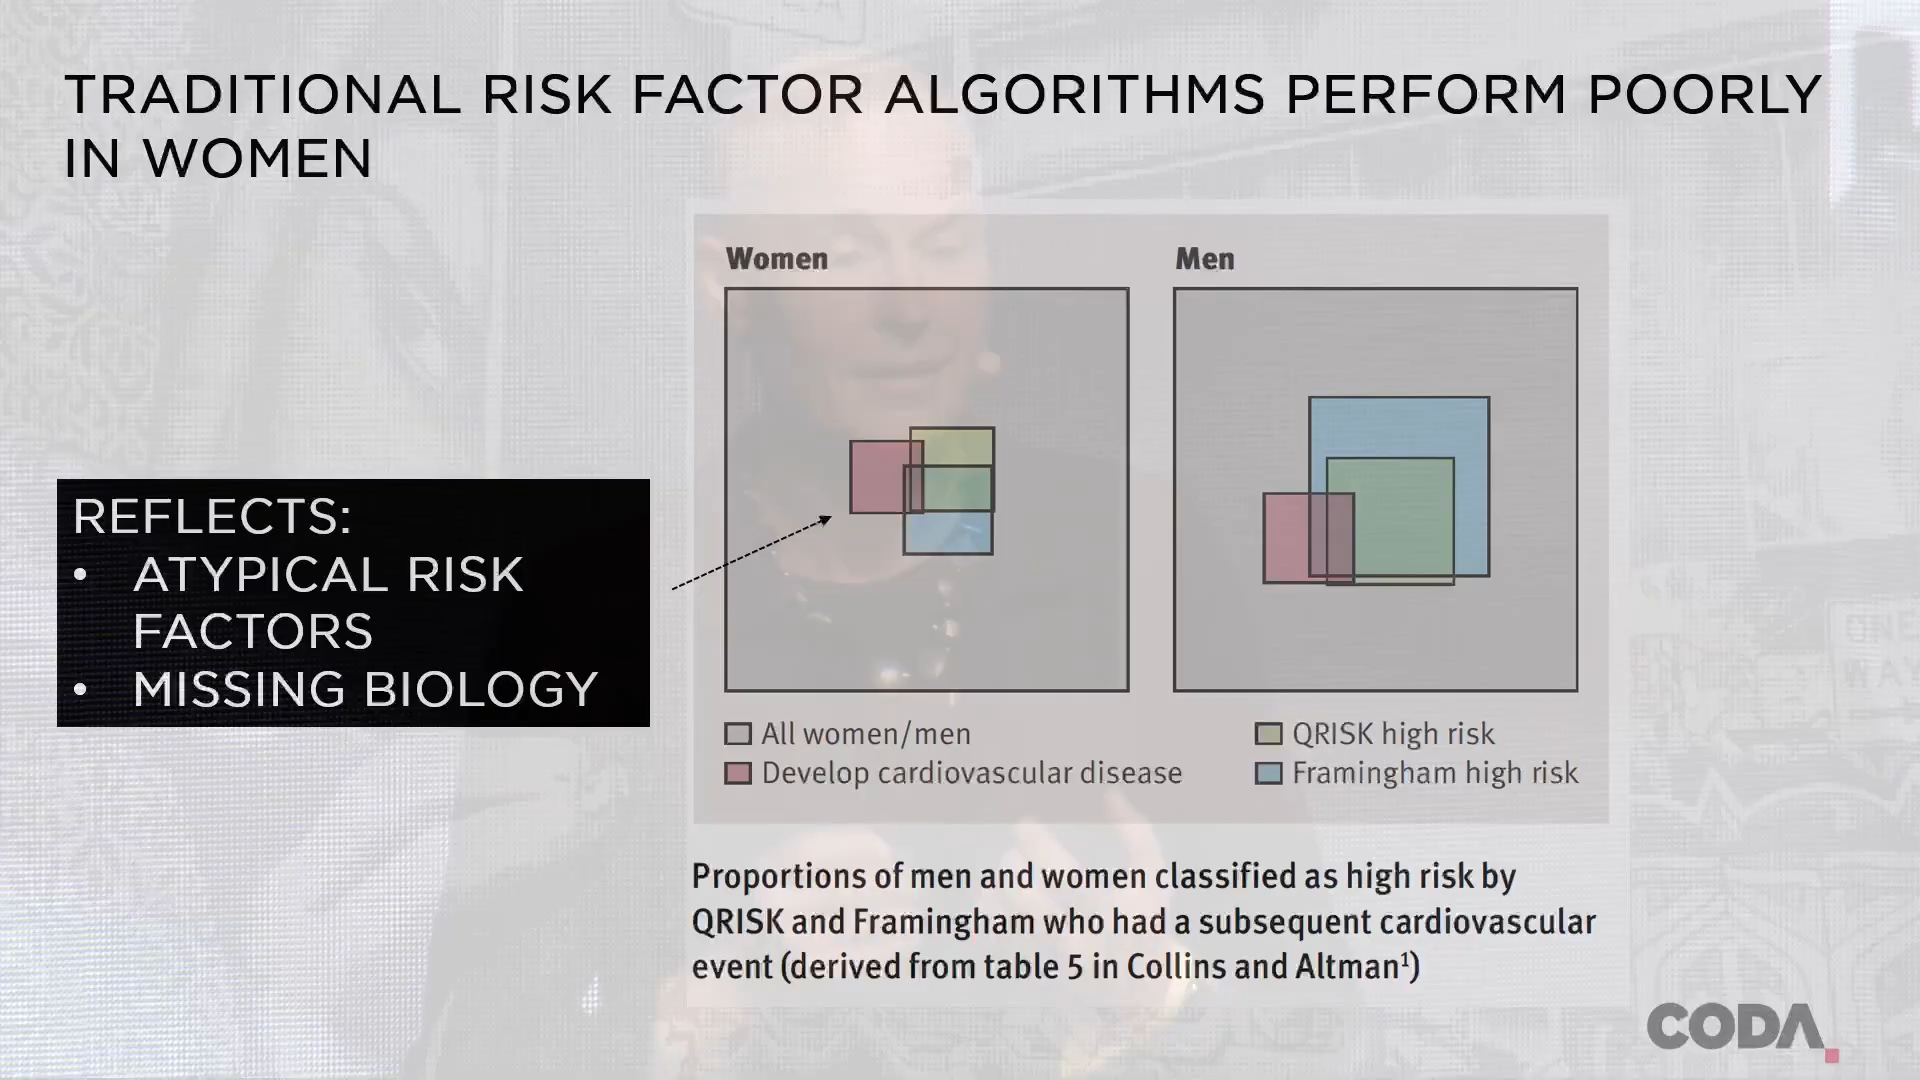 TRADITIONAL RISK FACTOR ALGORITHMS PERFORM POORLY
IN WOMEN
REFLECTS:
• ATYPICAL RISK
FACTORS
• MISSING BIOLOGY
Women
Men
All women/men
Develop cardiovascular disease
QRISK high risk
Framingham high risk
Proportions of men and women classified as high risk by
QRISK and Framingham who had a subsequent cardiovascular
event (derived from table 5 in Collins and Altman¹)
ONE
WAY
CODA